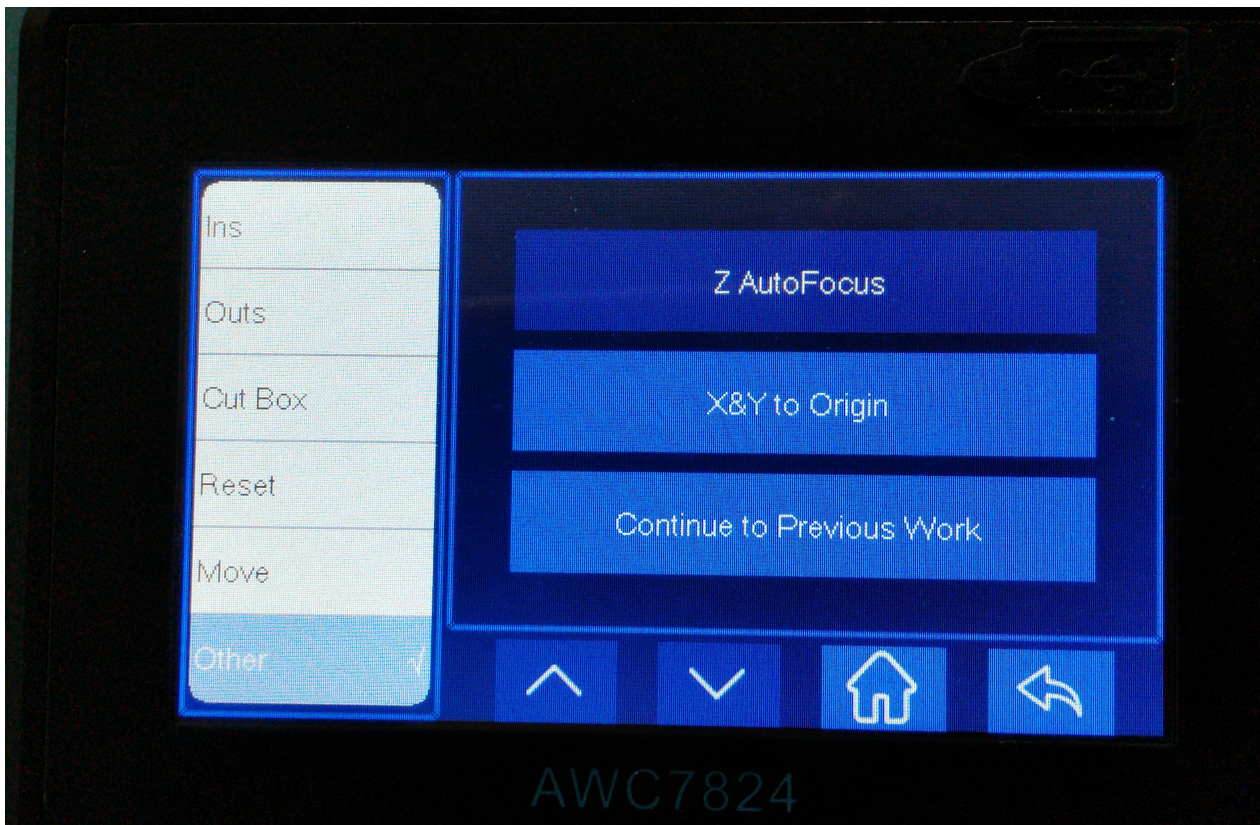 Ins
Outs
Cut Box
Reset
Move
Other √
Z AutoFocus
X&Y to Origin
Continue to Previous Work
AWC7824